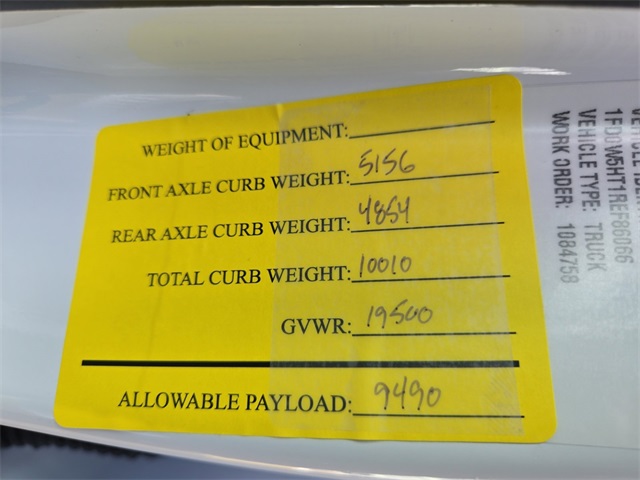 WEIGHT OF EQUIPMENT:
FRONT AXLE CURB WEIGHT: 5156
REAR AXLE CURB WEIGHT: 4854
TOTAL CURB WEIGHT: 10010
GVWR: 19500
ALLOWABLE PAYLOAD: 9490
VEHICLE TYPE: TRUCK
WORK ORDER: 1084758